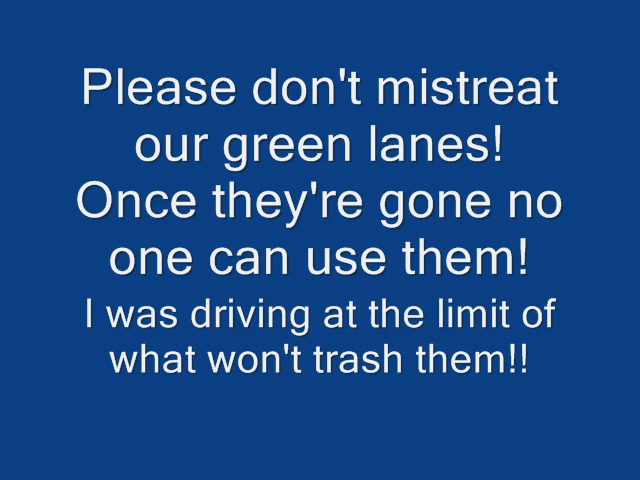 Please don't mistreat
our green lanes!
Once they're gone no
one can use them!
I was driving at the limit of
what won't trash them!!